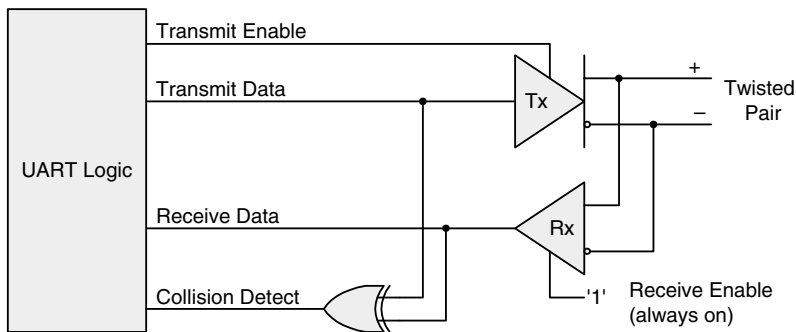 Transmit Enable
Transmit Data
Tx
+
–
Twisted
Pair
UART Logic
Receive Data
Rx
Collision Detect
'1'
Receive Enable
(always on)